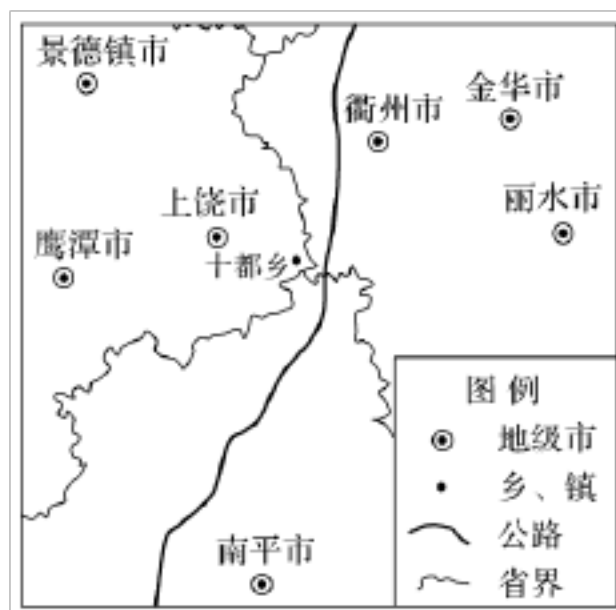 景德镇市
衢州市
金华市
上饶市
丽水市
鹰潭市
十都乡
图例
地级市
乡、镇
公路
省界
南平市